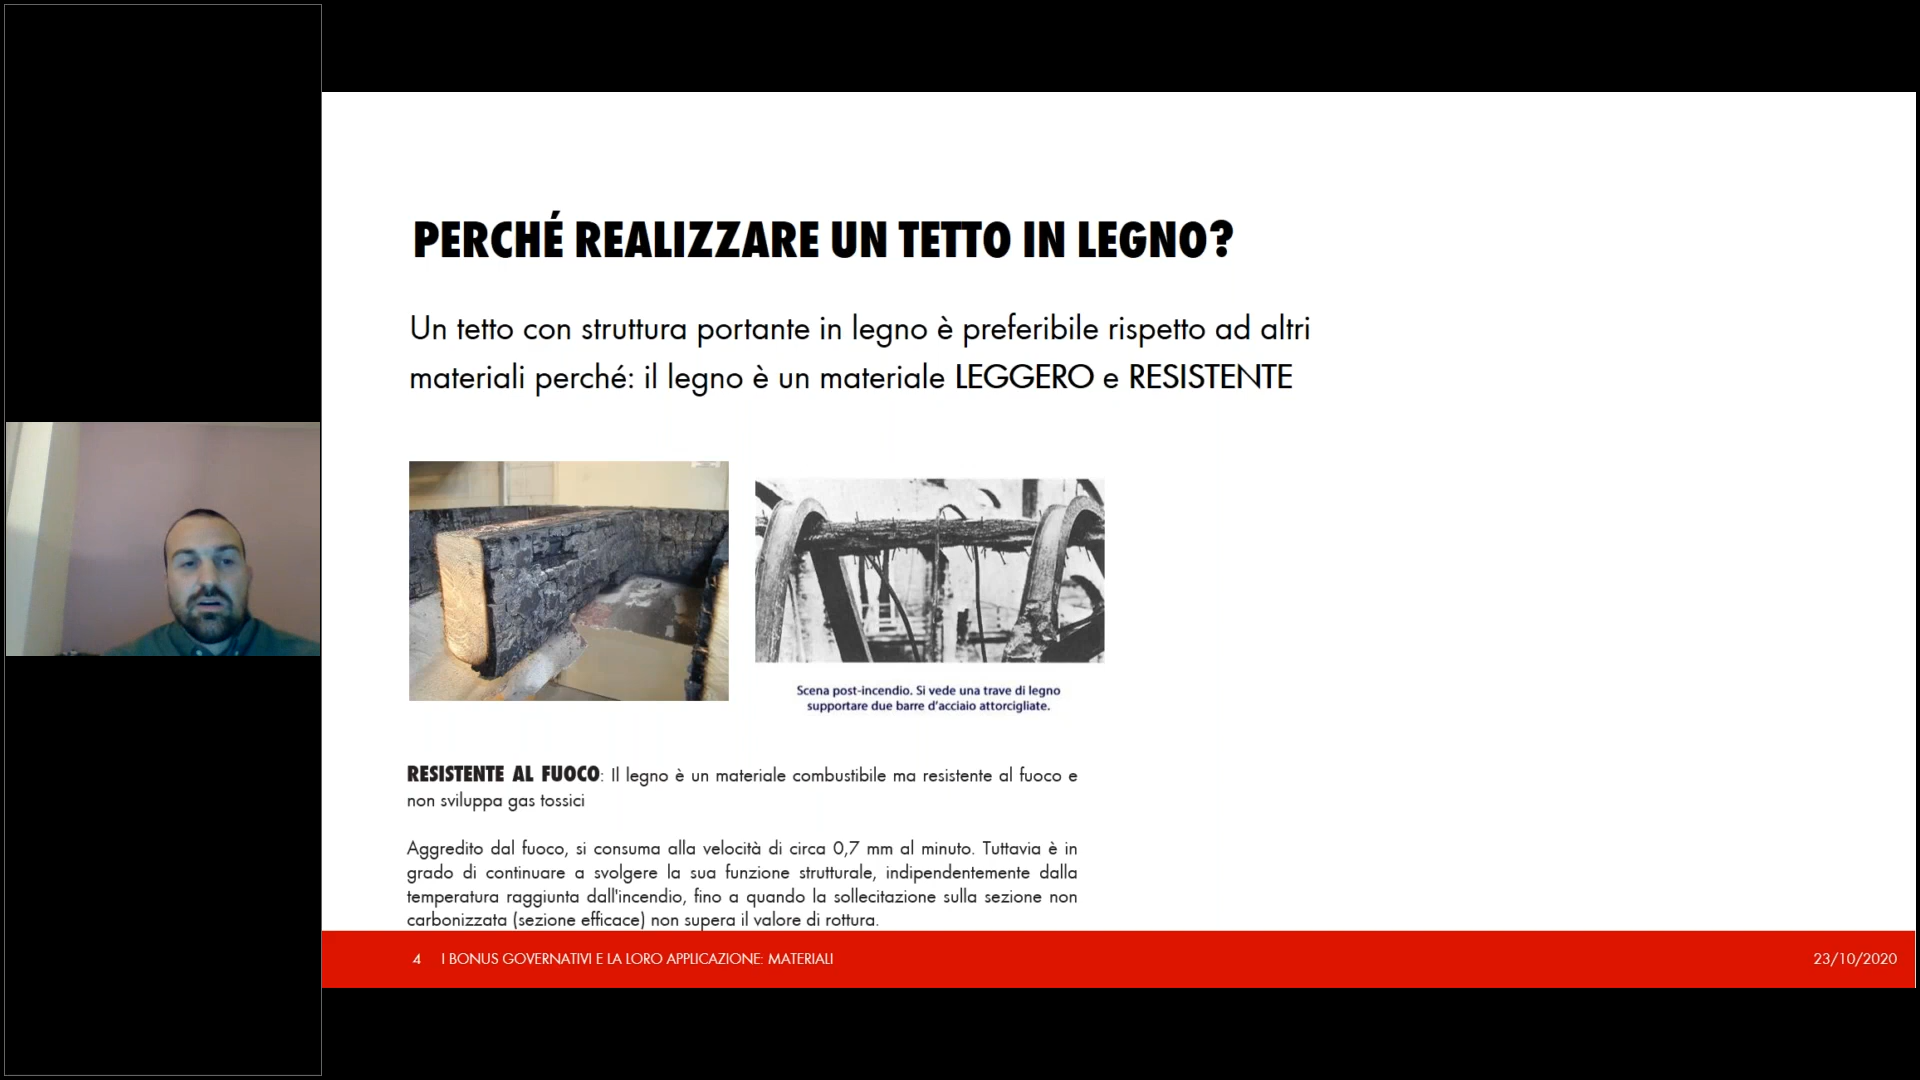 PERCHÉ REALIZZARE UN TETTO IN LEGNO?
Un tetto con struttura portante in legno è preferibile rispetto ad altri
materiali perché: il legno è un materiale LEGGERO e RESISTENTE
Scena post-incendio. Si vede una trave di legno
supportare due barre d'acciaio attorcigliate.
RESISTENTE AL FUOCO: Il legno è un materiale combustibile ma resistente al fuoco e
non sviluppa gas tossici
Aggredito dal fuoco, si consuma alla velocità di circa 0,7 mm al minuto. Tuttavia è in
grado di continuare a svolgere la sua funzione strutturale, indipendentemente dalla
temperatura raggiunta dall'incendio, fino a quando la sollecitazione sulla sezione non
carbonizzata (sezione efficace) non supera il valore di rottura.
4 I BONUS GOVERNATIVI E LA LORO APPLICAZIONE: MATERIALI
23/10/2020